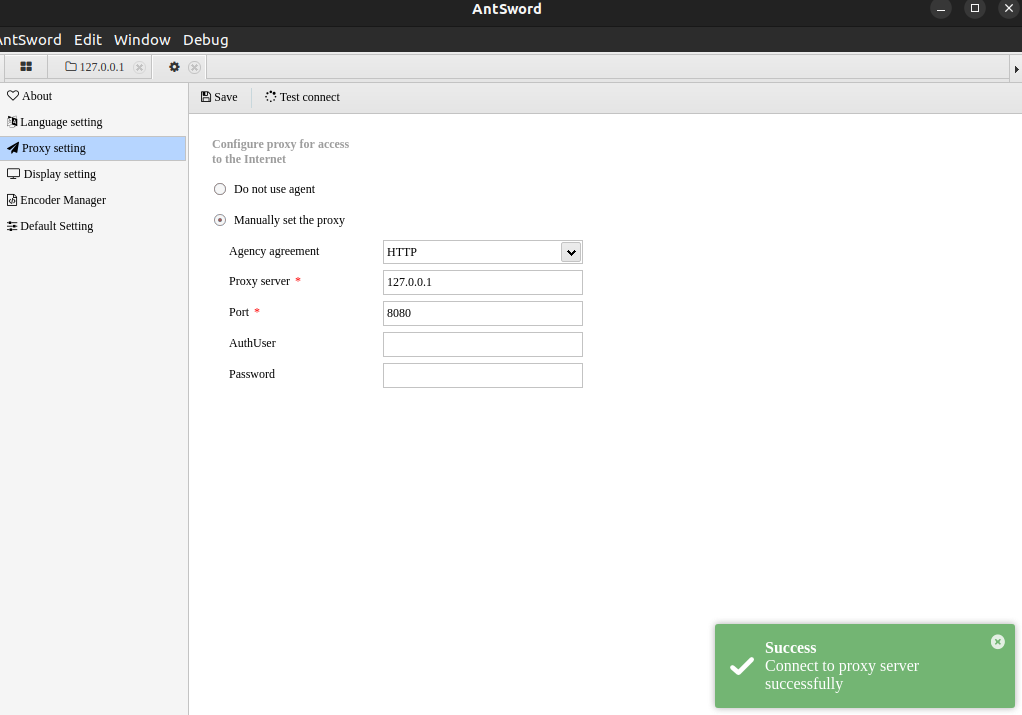 AntSword
AntSword Edit Window Debug
127.0.0.1
About
Language setting
Proxy setting
Display setting
Encoder Manager
Default Setting
Save
Test connect
Configure proxy for access
to the Internet
Do not use agent
Manually set the proxy
Agency agreement
HTTP
Proxy server *
127.0.0.1
Port *
8080
AuthUser
Password
Success
Connect to proxy server
successfully